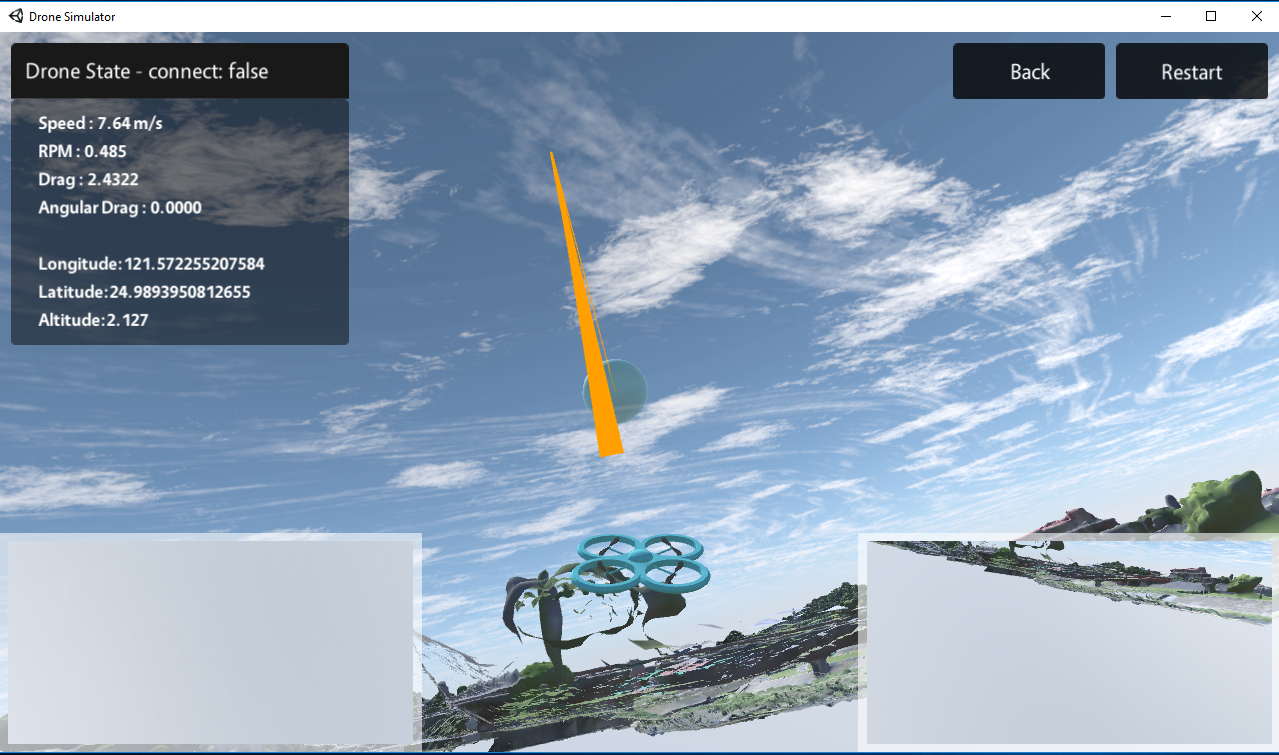 Drone Simulator
Drone State - connect: false
Back
Restart
Speed : 7.64 m/s
RPM : 0.485
Drag : 2.4322
Angular Drag : 0.0000
Longitude:121.572255207584
Latitude:24.9893950812655
Altitude:2.127